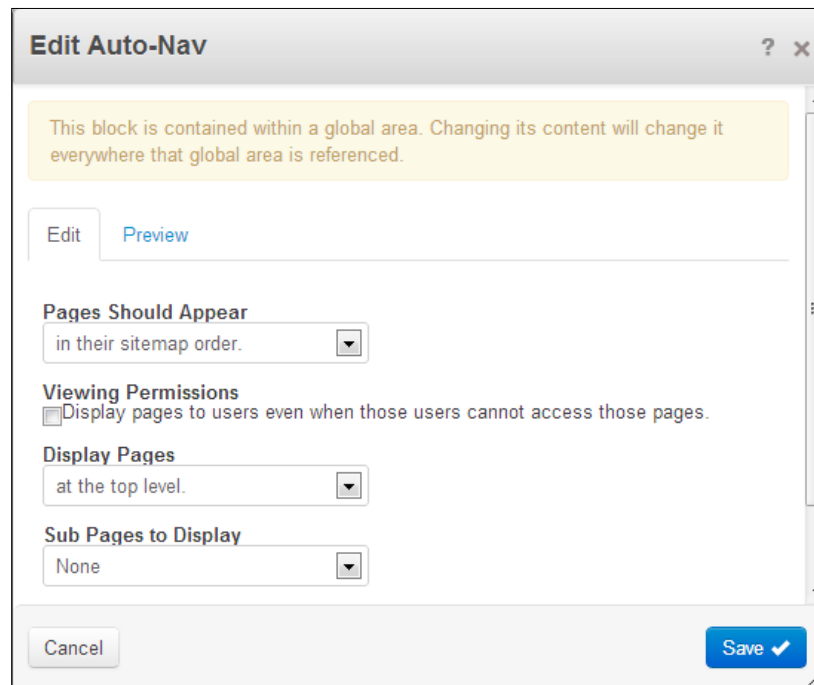 Edit Auto-Nav ? ×
This block is contained within a global area. Changing its content will change it
everywhere that global area is referenced.
Edit Preview
Pages Should Appear
in their sitemap order.
Viewing Permissions
Display pages to users even when those users cannot access those pages.
Display Pages
at the top level.
Sub Pages to Display
None
Cancel Save